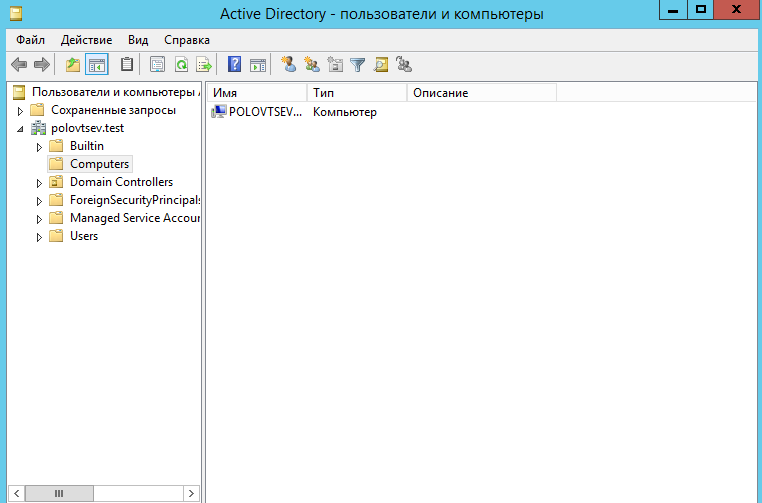 Active Directory - пользователи и компьютеры
Файл Действие Вид Справка
Пользователи и компьютеры
Сохраненные запросы
polovtsev.test
Builtin
Computers
Domain Controllers
ForeignSecurityPrincipals
Managed Service Accour
Users
Имя Тип Описание
POLOVTSEV... Компьютер